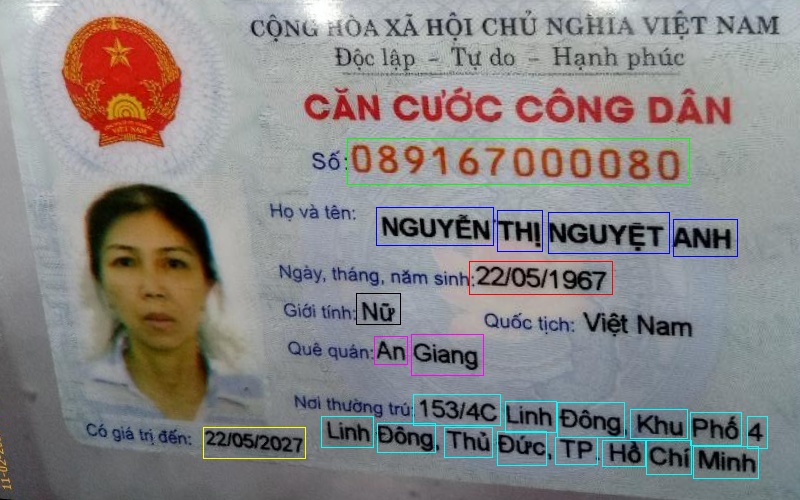 CỘNG HÒA XÃ HỘI CHỦ NGHĨA VIỆT NAM
Độc lập - Tự do - Hạnh phúc
CĂN CƯỚC CÔNG DÂN
Số: 089167000080
Họ và tên: NGUYỄN THỊ NGUYỆT ANH
Ngày, tháng, năm sinh: 22/05/1967
Giới tính: Nữ Quốc tịch: Việt Nam
Quê quán: An Giang
Nơi thường trú: 153/4C Linh Đông, Khu Phố 4
Linh Đông, Thủ Đức, TP. Hồ Chí Minh
Có giá trị đến: 22/05/2027
VIỆT NAM